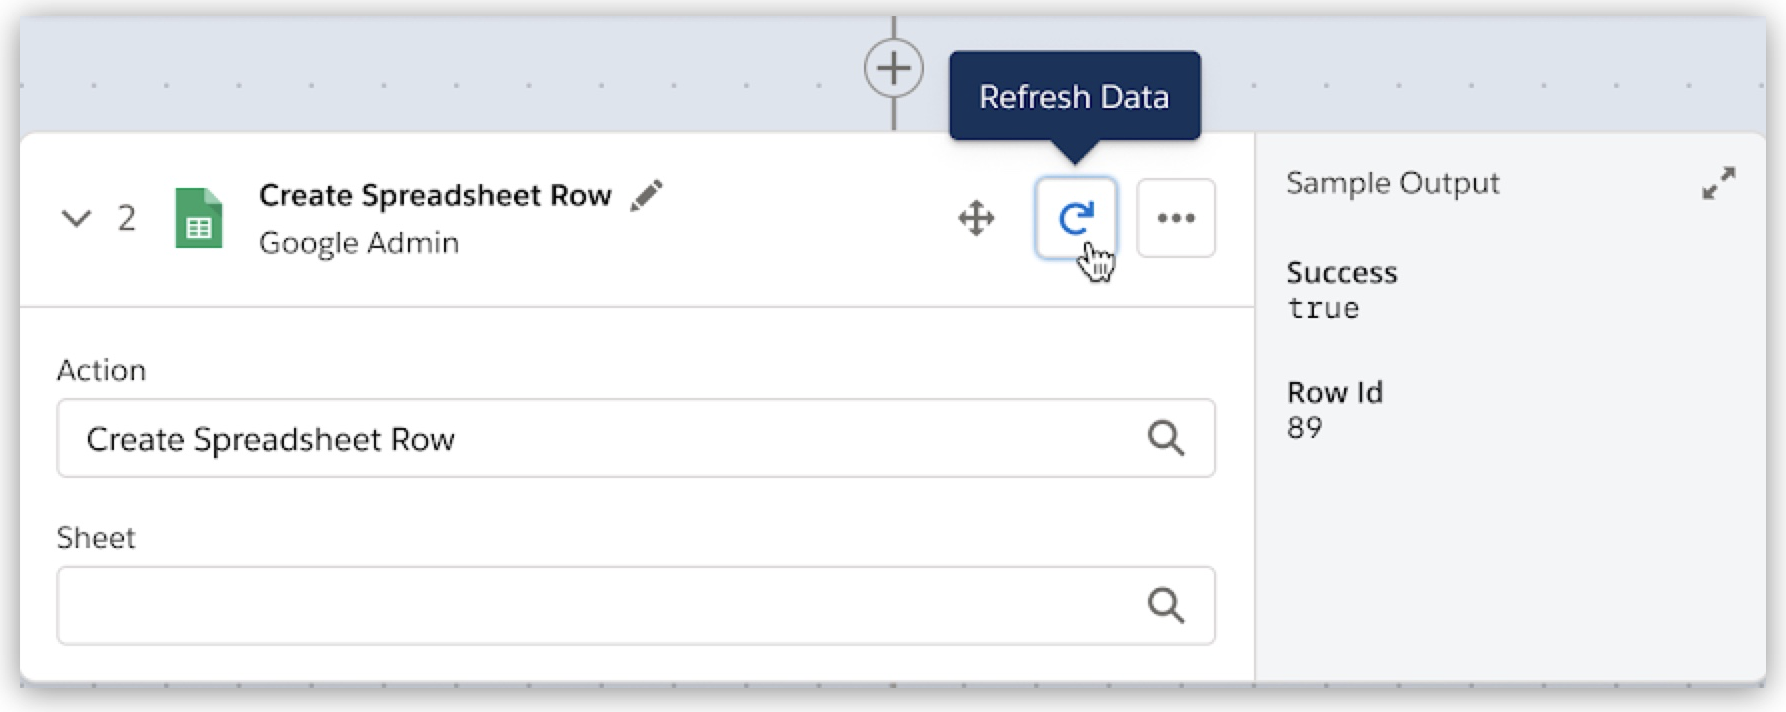 Refresh Data
2
Create Spreadsheet Row
Google Admin
Action
Create Spreadsheet Row
Sheet
Sample Output
Success
true
Row Id
89